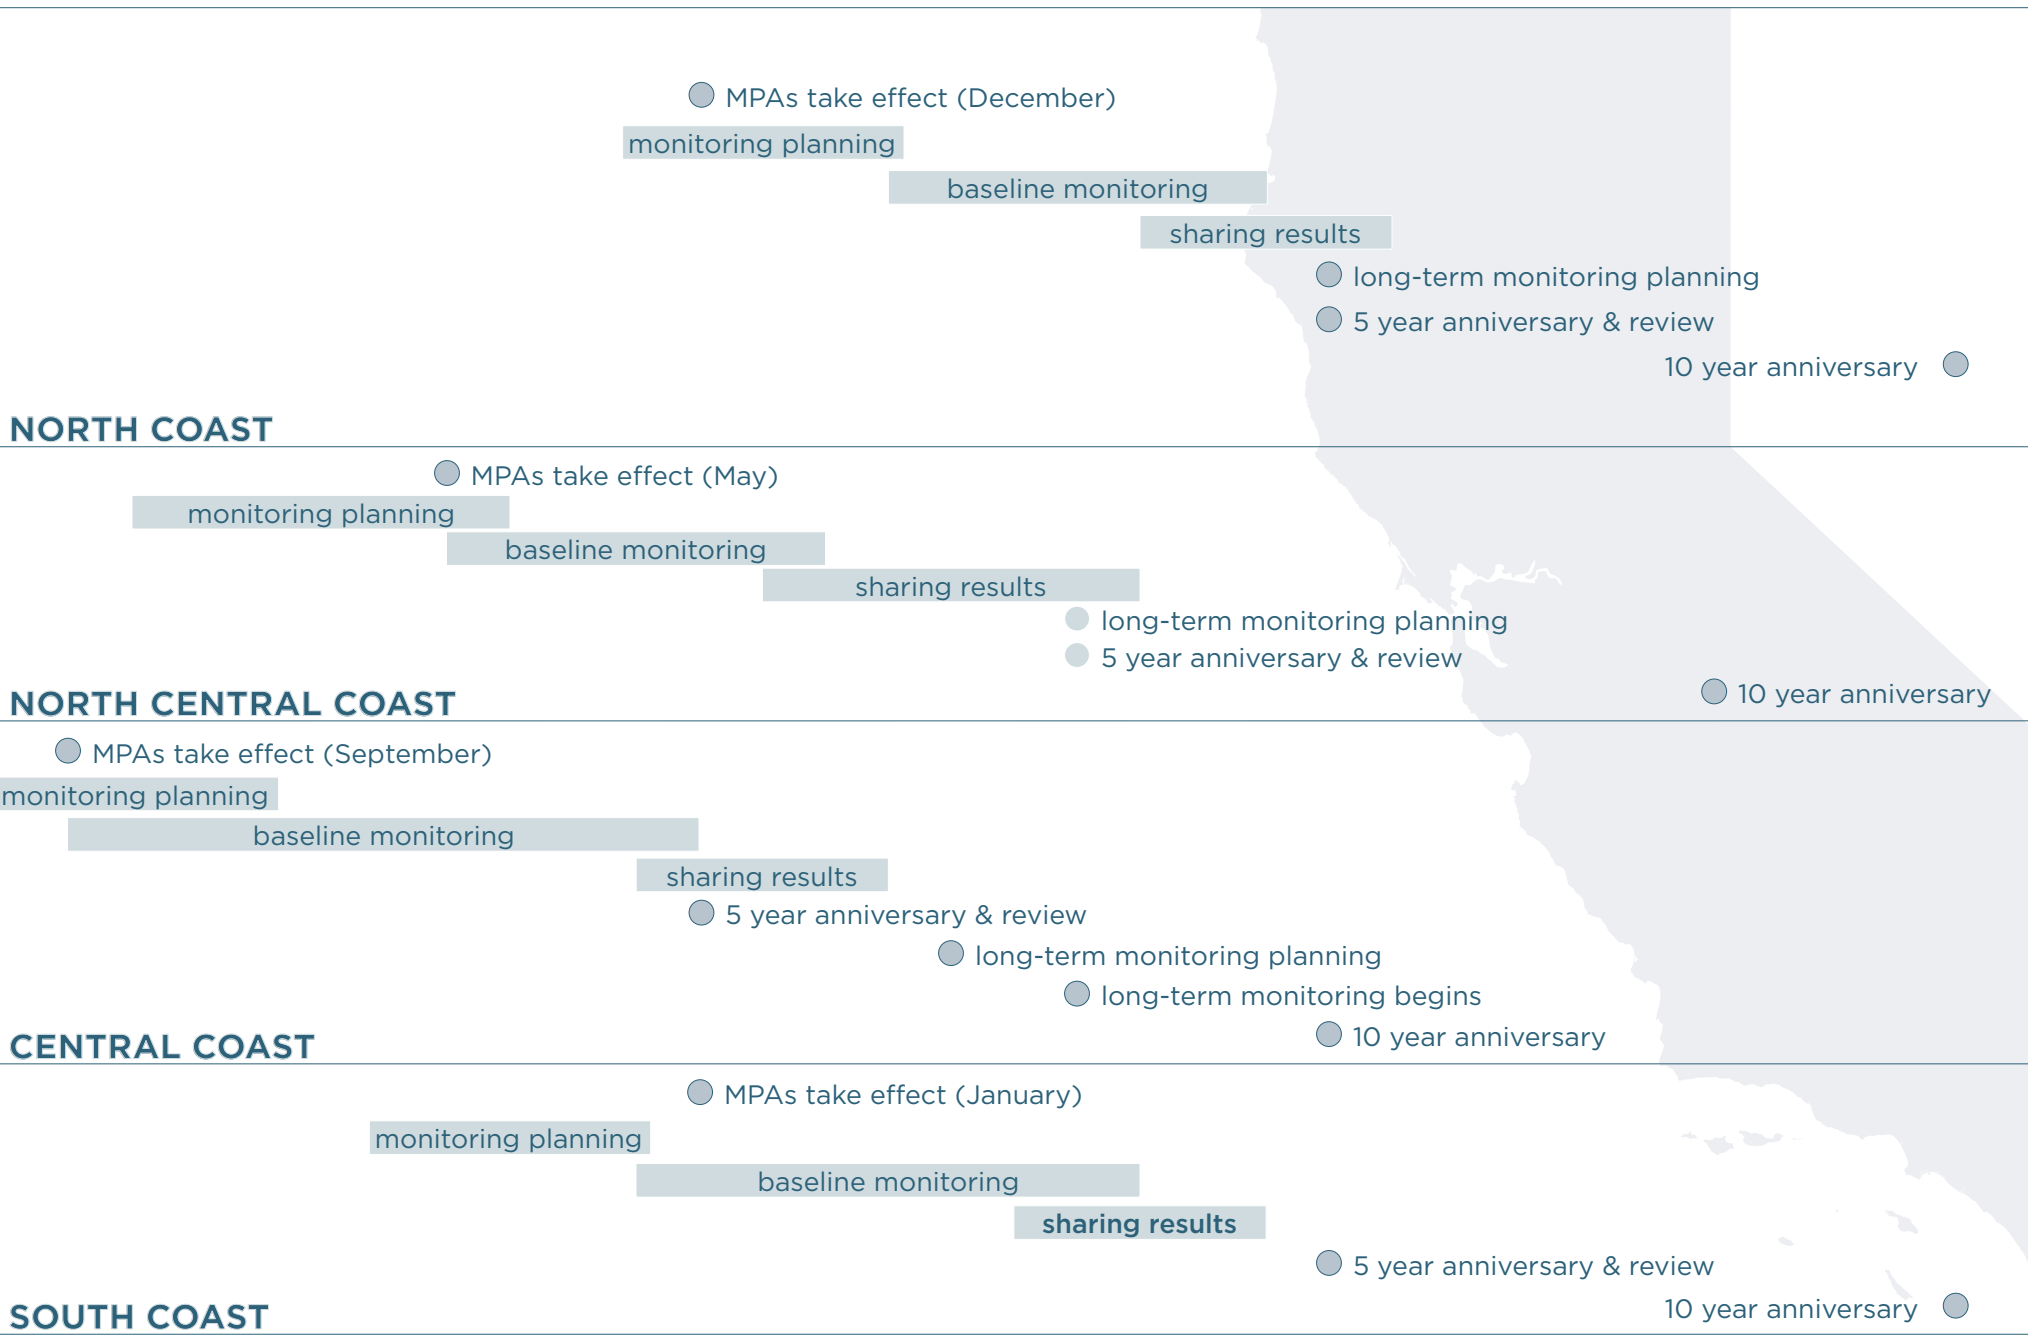 MPAs take effect (December)
monitoring planning
baseline monitoring
sharing results
long-term monitoring planning
5 year anniversary & review
10 year anniversary
NORTH COAST
MPAs take effect (May)
monitoring planning
baseline monitoring
sharing results
long-term monitoring planning
5 year anniversary & review
10 year anniversary
NORTH CENTRAL COAST
MPAs take effect (September)
monitoring planning
baseline monitoring
sharing results
5 year anniversary & review
long-term monitoring planning
long-term monitoring begins
10 year anniversary
CENTRAL COAST
MPAs take effect (January)
monitoring planning
baseline monitoring
sharing results
5 year anniversary & review
10 year anniversary
SOUTH COAST